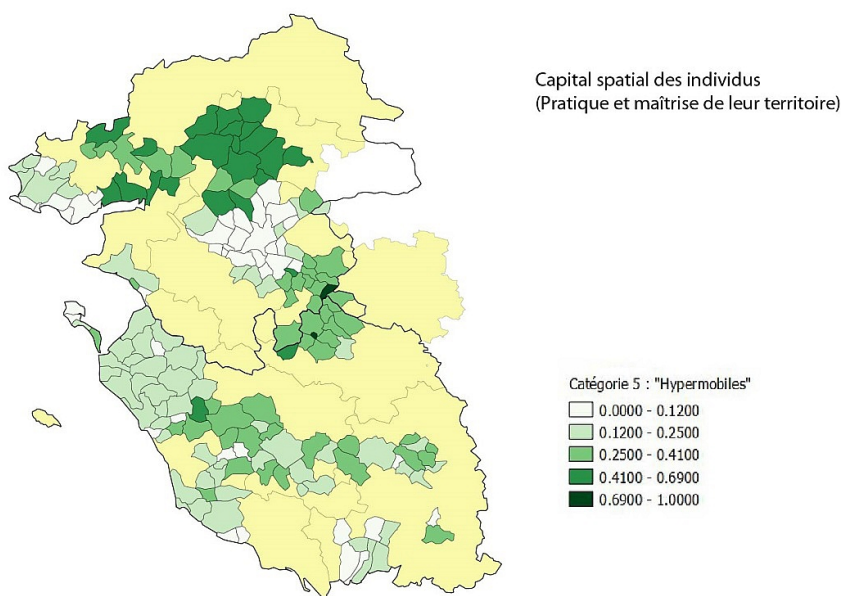 Capital spatial des individus
(Pratique et maîtrise de leur territoire)
Catégorie 5 : "Hypermobiles"
0.0000 - 0.1200
0.1200 - 0.2500
0.2500 - 0.4100
0.4100 - 0.6900
0.6900 - 1.0000